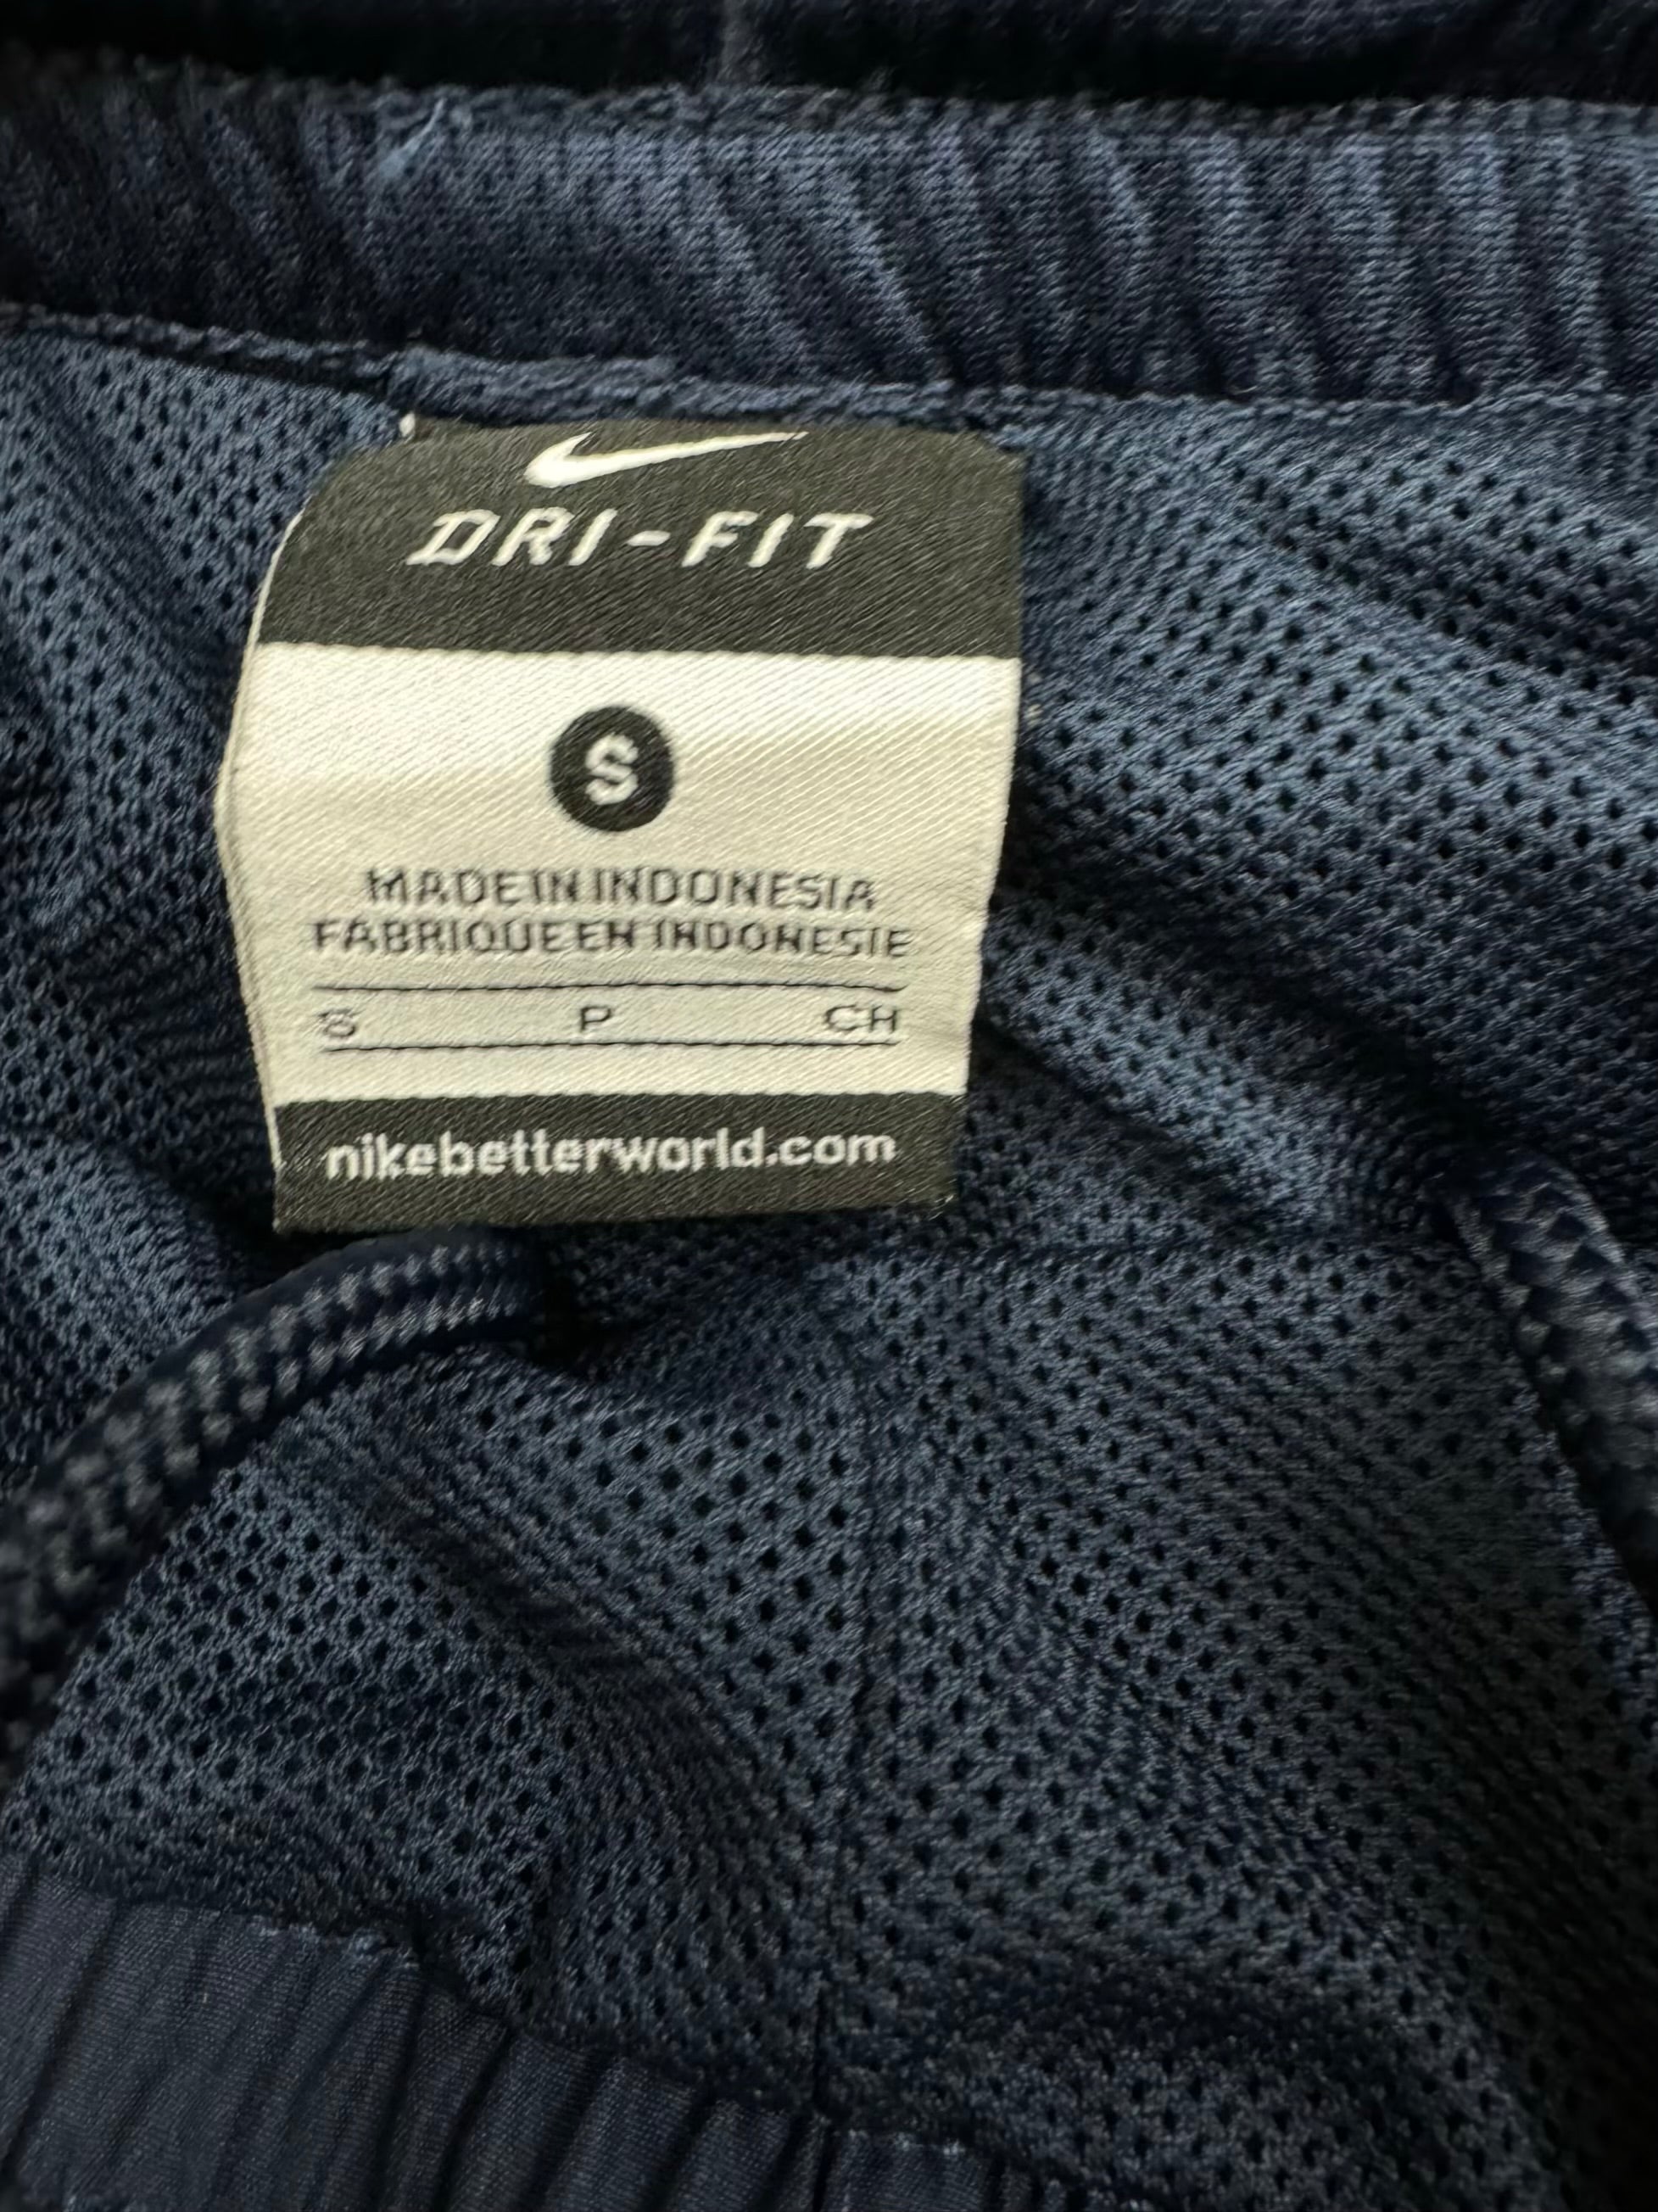 DRI-FIT
S
MADE IN INDONESIA
FABRIQUE EN INDONESIE
S P CH
nikebetterworld.com